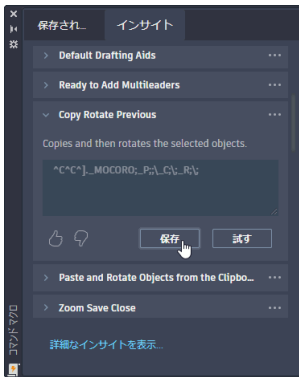 保存され... インサイト
Default Drafting Aids
Ready to Add Multileaders
Copy Rotate Previous
Copies and then rotates the selected objects.
^C^C^]._MOCORO;_P;;\_C;\;_R;\;
保存 試す
Paste and Rotate Objects from the Clipbo...
Zoom Save Close
詳細なインサイトを表示...
コマンド マクロ